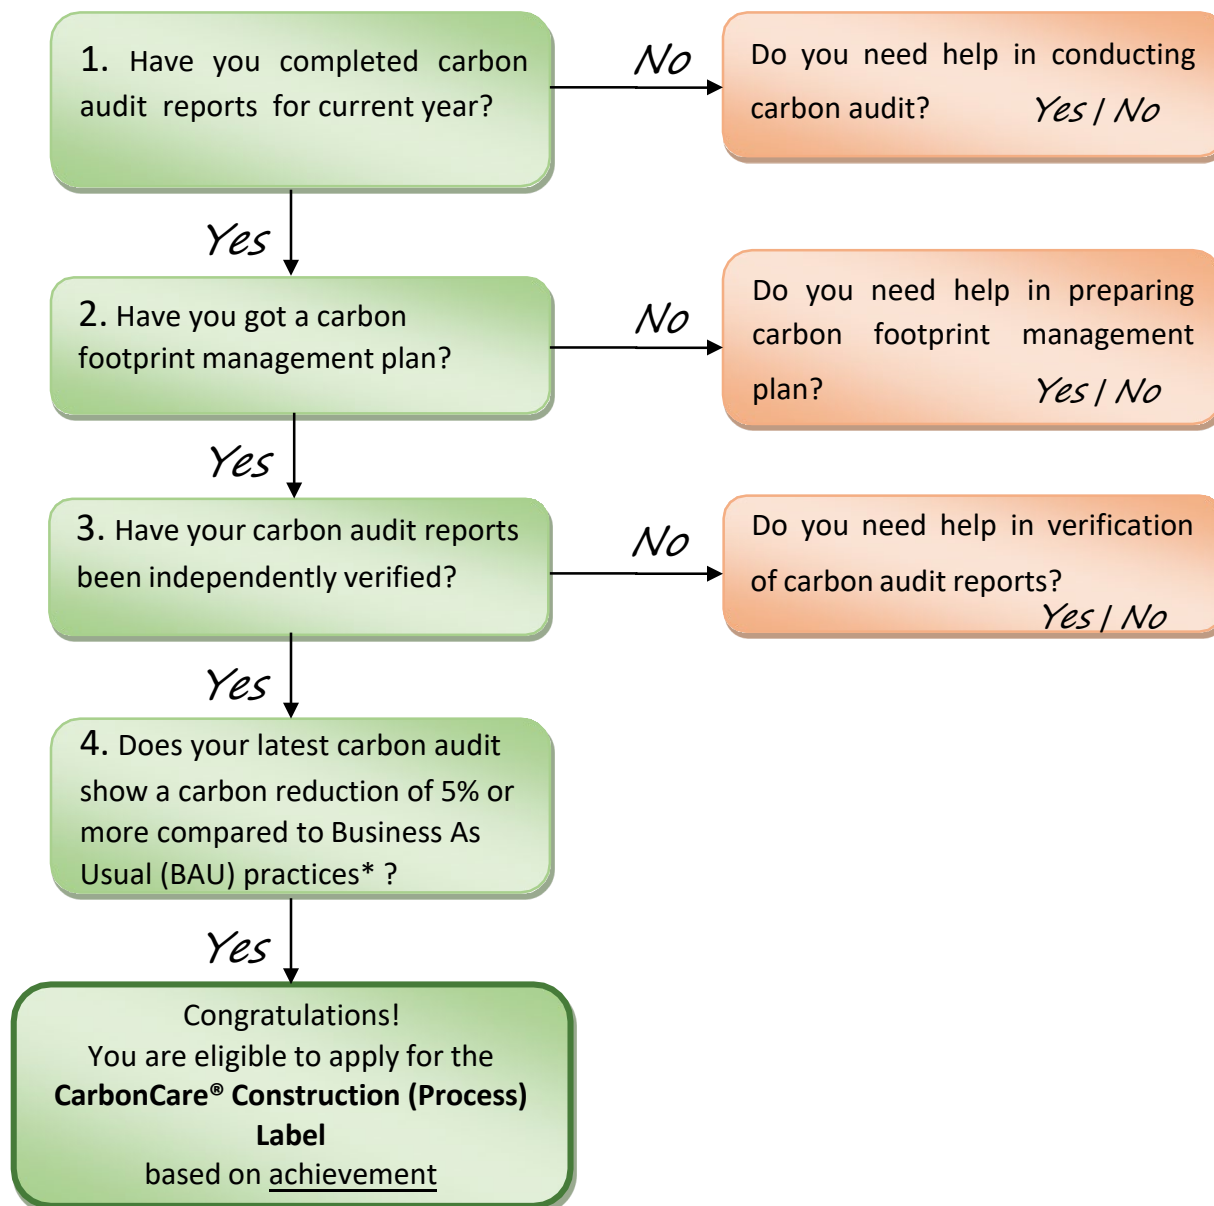 1. Have you completed carbon
audit reports for current year?
No
Do you need help in conducting
carbon audit? Yes / No
Yes
2. Have you got a carbon
footprint management plan?
No
Do you need help in preparing
carbon footprint management
plan? Yes / No
Yes
3. Have your carbon audit reports
been independently verified?
No
Do you need help in verification
of carbon audit reports?
Yes / No
Yes
4. Does your latest carbon audit
show a carbon reduction of 5% or
more compared to Business As
Usual (BAU) practices* ?
Yes
Congratulations!
You are eligible to apply for the
CarbonCare® Construction (Process)
Label
based on achievement